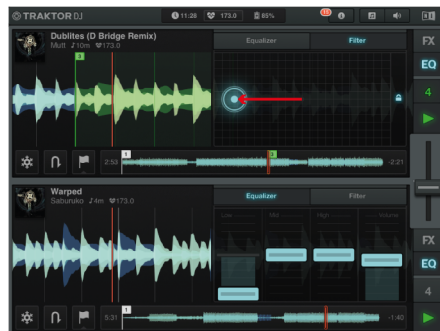 TRAKTOR DJ
11:28 173.0 85%
Dublites (D Bridge Remix)
Mutt ♪10m 173.0
Equalizer Filter
FX
EQ
4
3
2:53 1 3 -2:21
Warped
Saburuko ♪4m 173.0
Equalizer Filter
Low Mid High Volume
FX
EQ
4
5:31 1 -1:40